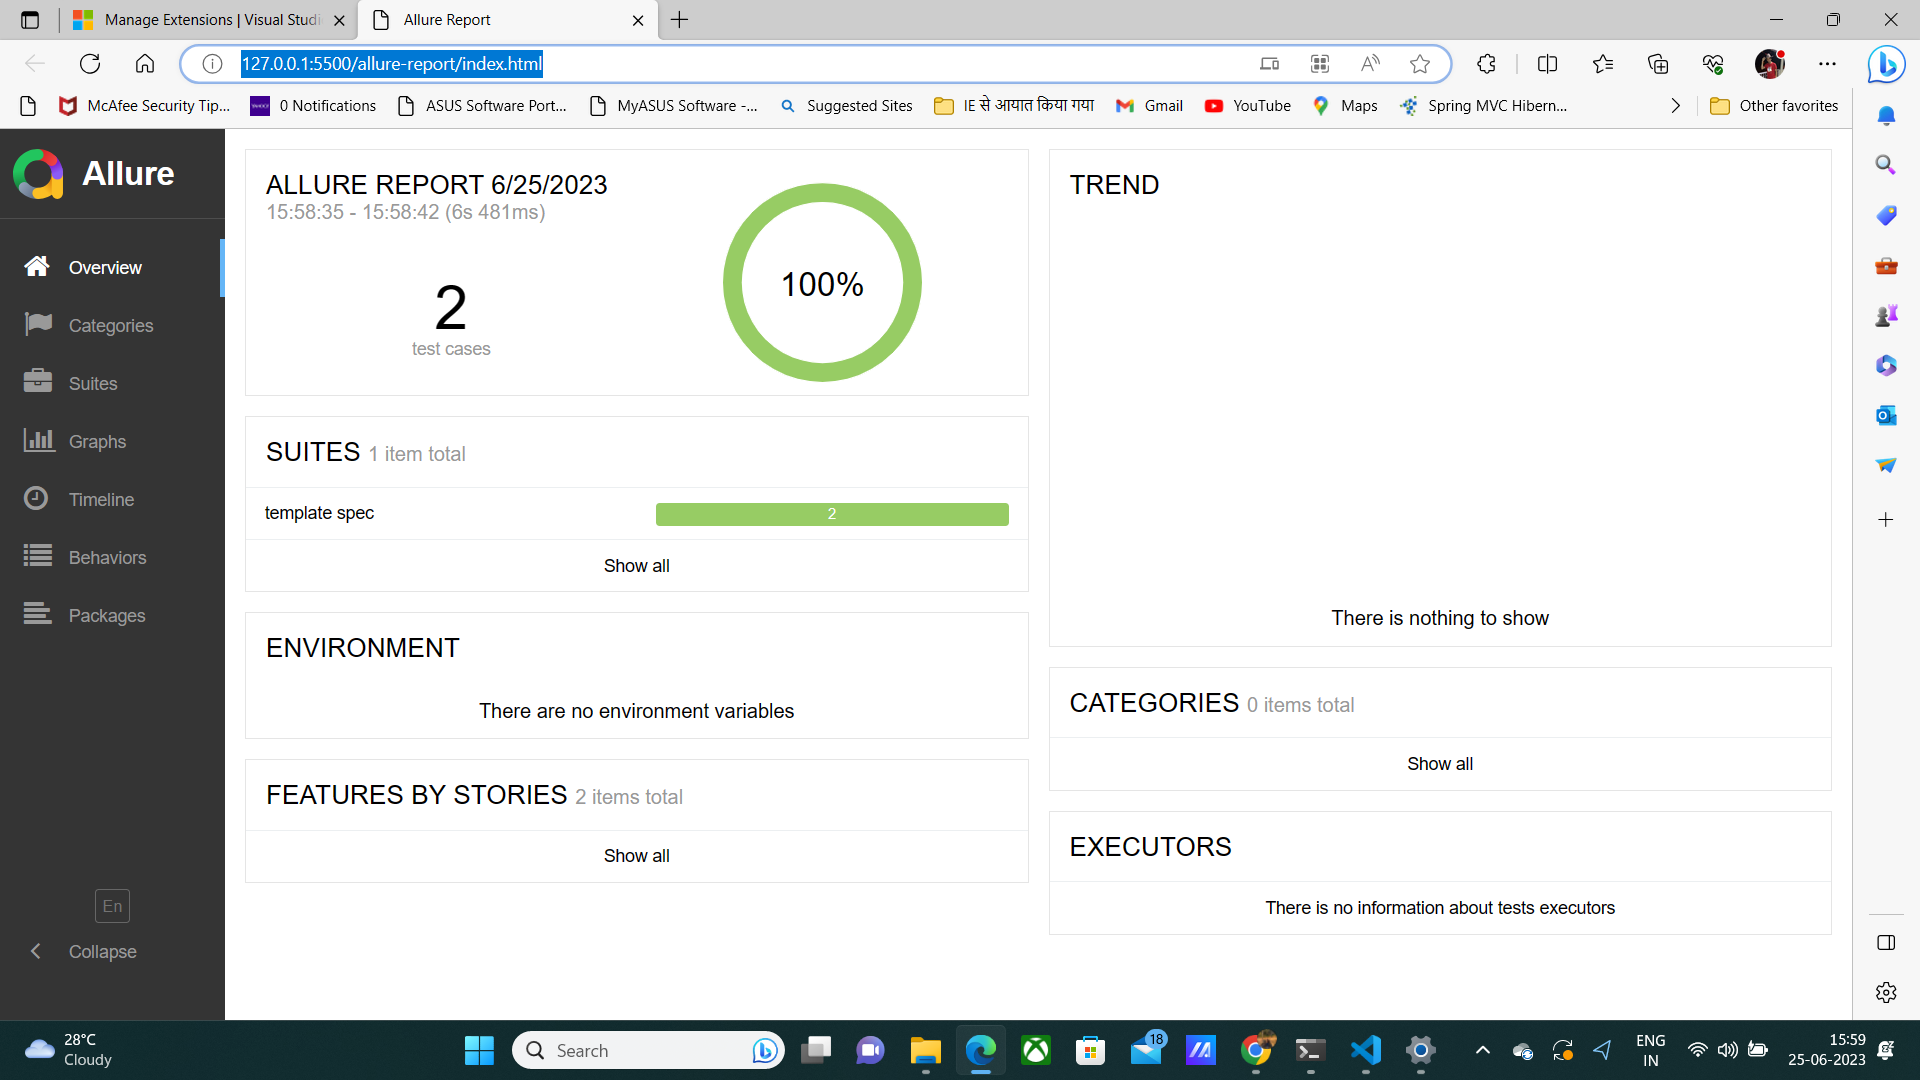 Manage Extensions | Visual Studi
Allure Report
127.0.0.1:5500/allure-report/index.html
McAfee Security Tip...
0 Notifications
ASUS Software Port...
MyASUS Software -...
Suggested Sites
IE से आयात किया गया
Gmail
YouTube
Maps
Spring MVC Hibern...
Other favorites
Allure
Overview
Categories
Suites
Graphs
Timeline
Behaviors
Packages
En
Collapse
ALLURE REPORT 6/25/2023
15:58:35 - 15:58:42 (6s 481ms)
2
test cases
100%
SUITES 1 item total
template spec
2
Show all
ENVIRONMENT
There are no environment variables
FEATURES BY STORIES 2 items total
Show all
TREND
There is nothing to show
CATEGORIES 0 items total
Show all
EXECUTORS
There is no information about tests executors
28°C
Cloudy
Search
18
ENG
IN
15:59
25-06-2023